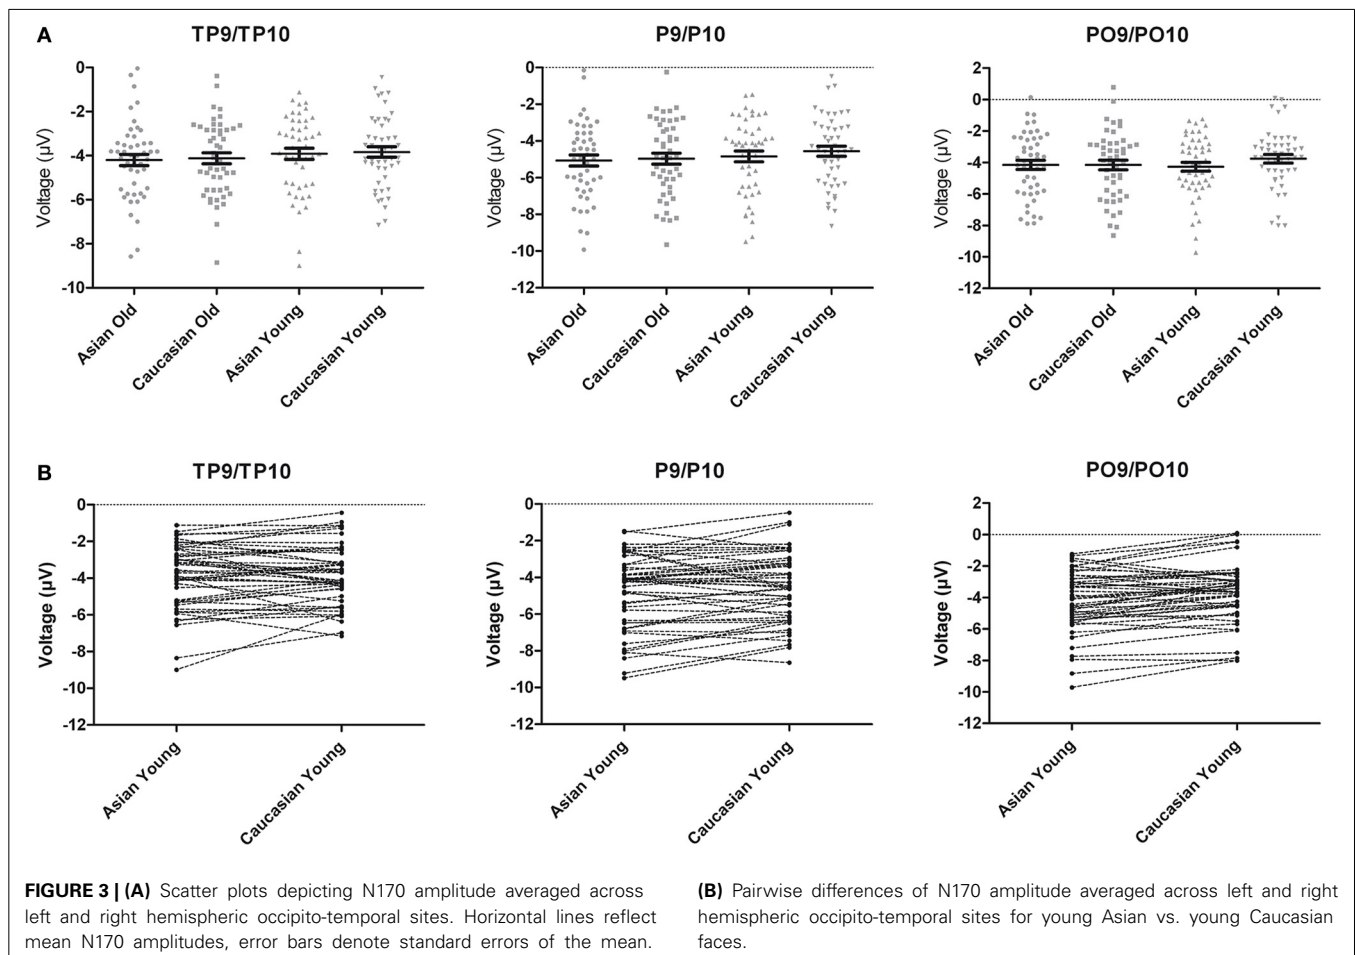 A
TP9/TP10
P9/P10
PO9/PO10
Voltage (µV)
0
-2
-4
-6
-8
-10
Asian Old
Caucasian Old
Asian Young
Caucasian Young
Voltage (µV)
0
-2
-4
-6
-8
-10
-12
Asian Old
Caucasian Old
Asian Young
Caucasian Young
Voltage (µV)
2
0
-2
-4
-6
-8
-10
-12
Asian Old
Caucasian Old
Asian Young
Caucasian Young
B
TP9/TP10
P9/P10
PO9/PO10
Voltage (µV)
0
-2
-4
-6
-8
-10
-12
Asian Young
Caucasian Young
Voltage (µV)
0
-2
-4
-6
-8
-10
-12
Asian Young
Caucasian Young
Voltage (µV)
2
0
-2
-4
-6
-8
-10
-12
Asian Young
Caucasian Young
FIGURE 3 | (A) Scatter plots depicting N170 amplitude averaged across
left and right hemispheric occipito-temporal sites. Horizontal lines reflect
mean N170 amplitudes, error bars denote standard errors of the mean.
(B) Pairwise differences of N170 amplitude averaged across left and right
hemispheric occipito-temporal sites for young Asian vs. young Caucasian
faces.